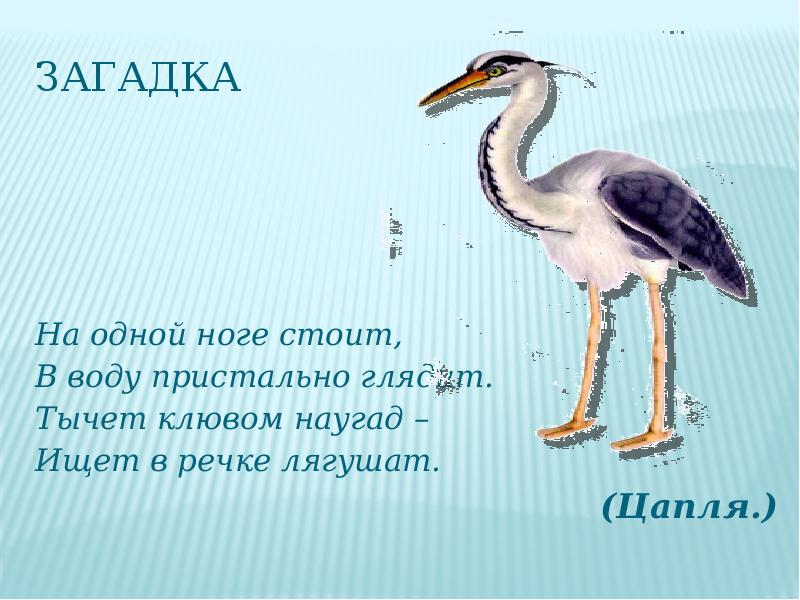 ЗАГАДКА
На одной ноге стоит,
В воду пристально глядит.
Тычет клювом наугад –
Ищет в речке лягушат.
(Цапля.)